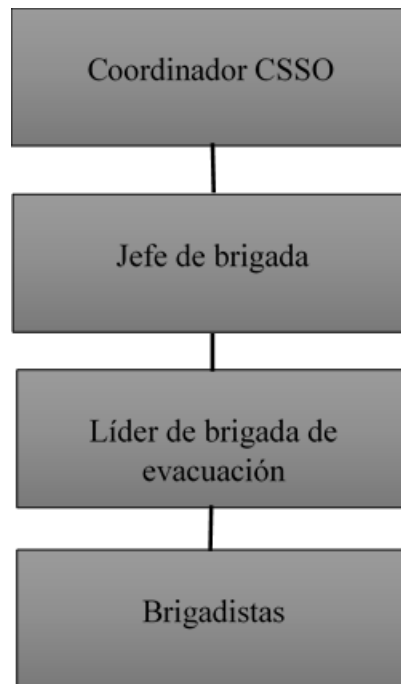 Coordinador CSSO
Jefe de brigada
Líder de brigada de
evacuación
Brigadistas